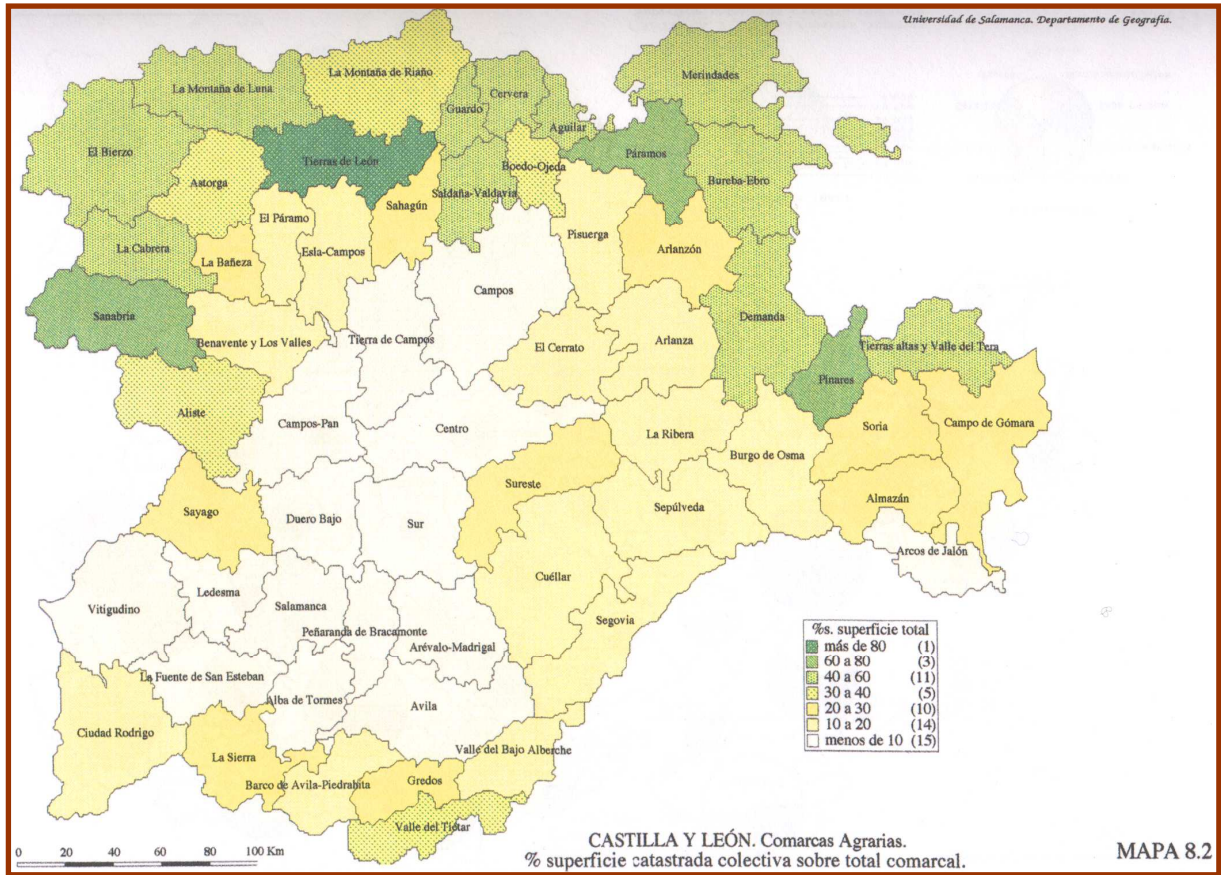 Universidad de Salamanca. Departamento de Geografía.
La Montaña de Riaño
Merindades
La Montaña de Luna
Cervera
Guardo
Aguilar
El Bierzo
Tierras de León
Páramos
Boedo-Ojeda
Astorga
Bureba-Ebro
Saldaña-Valdavia
Sahagún
El Páramo
Pisuerga
La Cabrera
Esla-Campos
Arlanzón
La Bañeza
Campos
Sanabria
Demanda
Benavente y Los Valles
Tierra de Campos
Arlanza
El Cerrato
Tierras altas y Valle del Tera
Pinares
Aliste
Campos-Pan
Centro
Soria
Campo de Gómara
La Ribera
Burgo de Osma
Sureste
Almazán
Sayago
Duero Bajo
Sur
Sepúlveda
Arcos de Jalón
Cuéllar
Ledesma
Vitigudino
Salamanca
Segovia
Peñaranda de Bracamonte
Arévalo-Madrigal
La Fuente de San Esteban
Alba de Tormes
Avila
Ciudad Rodrigo
Valle del Bajo Alberche
La Sierra
Barco de Avila-Piedrahita
Gredos
Valle del Tiétar
%s. superficie total
más de 80 (1)
60 a 80 (3)
40 a 60 (11)
30 a 40 (5)
20 a 30 (10)
10 a 20 (14)
menos de 10 (15)
0 20 40 60 80 100 Km
CASTILLA Y LEÓN. Comarcas Agrarias.
% superficie catastrada colectiva sobre total comarcal.
MAPA 8.2